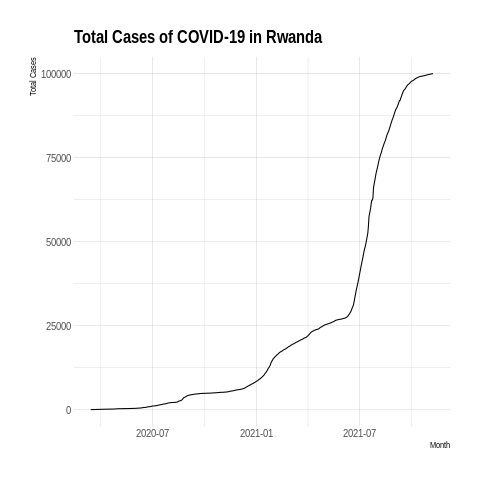 Total Cases of COVID-19 in Rwanda
Total Cases
100000
75000
50000
25000
0
2020-07 2021-01 2021-07
Month